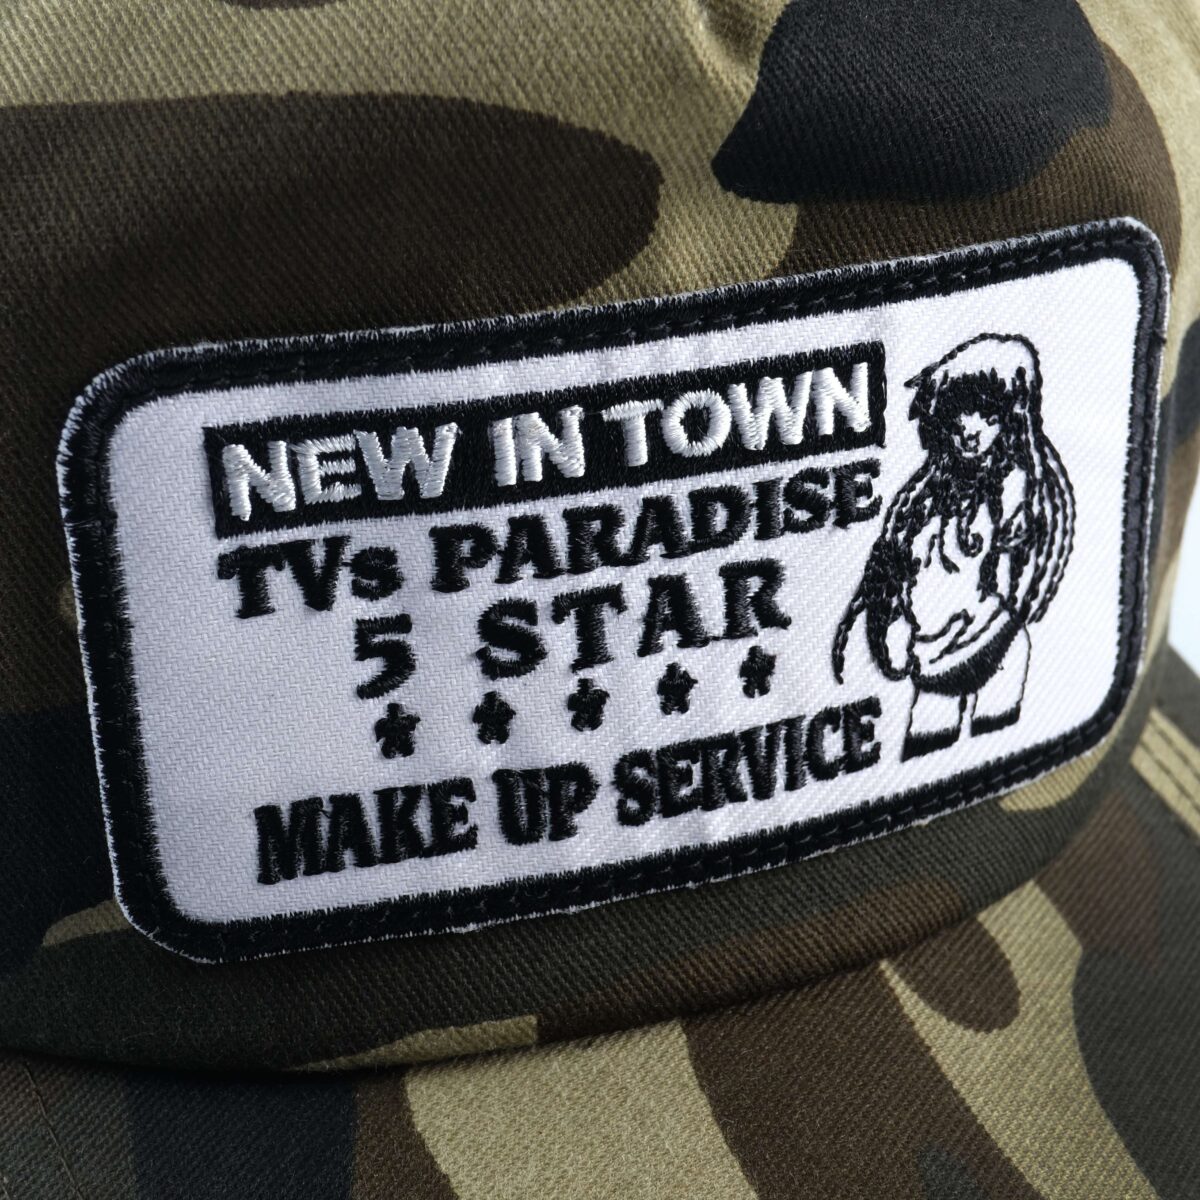 NEW IN TOWN
TVs PARADISE
5 STAR
MAKE UP SERVICE